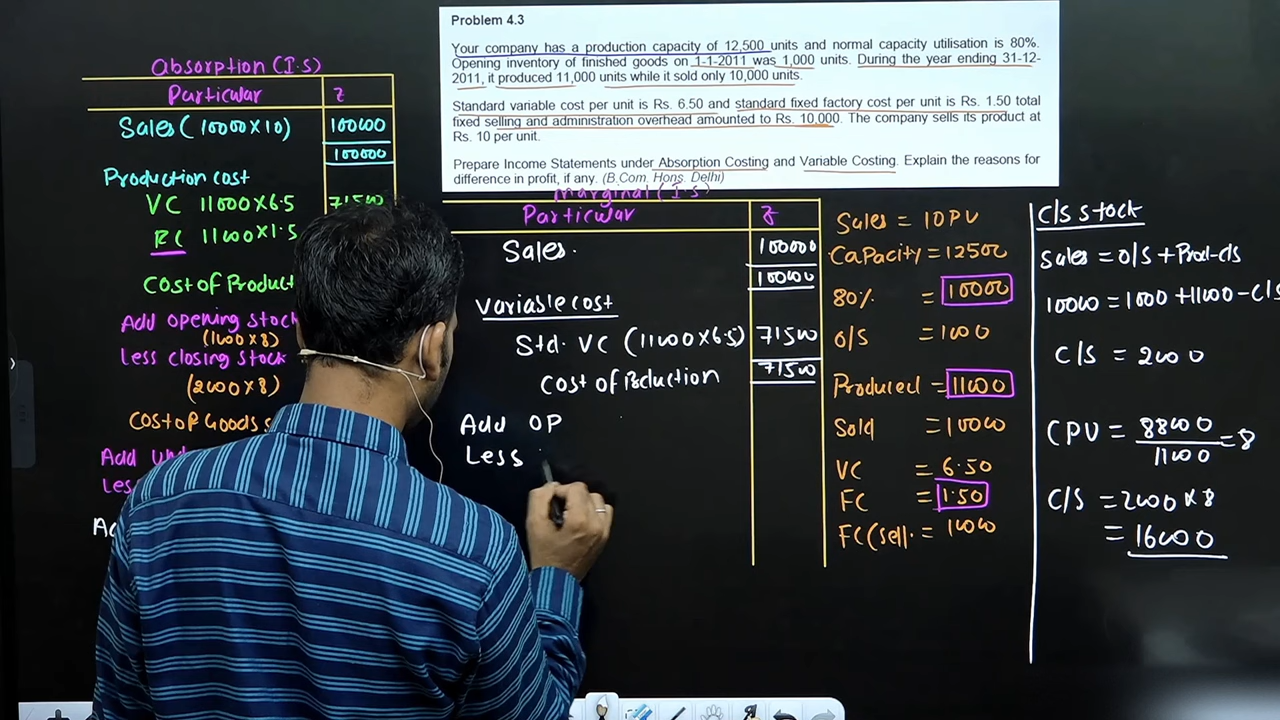 Problem 4.3
Your company has a production capacity of 12,500 units and normal capacity utilisation is 80%.
Opening inventory of finished goods on 1-1-2011 was 1,000 units. During the year ending 31-12-
2011, it produced 11,000 units while it sold only 10,000 units.
Standard variable cost per unit is Rs. 6.50 and standard fixed factory cost per unit is Rs. 1.50 total
fixed selling and administration overhead amounted to Rs. 10,000. The company sells its product at
Rs. 10 per unit.
Prepare Income Statements under Absorption Costing and Variable Costing. Explain the reasons for
difference in profit, if any. (B.Com. Hons. Delhi)
Absorption (I.S)
Particular ₹
Sales (10000×10) 100000
100000
Production cost
VC 11000×6.5 71500
FC 11000×1.5
Cost of Product
Add opening stock
(1000×8)
Less closing stock
(2000×8)
Cost of Goods S
Add
Less
Marginal (I.S)
Particular ₹
Sales. 100000
100000
Variable cost
Std. VC (11000×6.5) 71500
Cost of Production 71500
Add OP
Less
Sales = 10PU
Capacity = 12500
80% = 10000
O/S = 1000
Produced = 11000
Sold = 10000
VC = 6.50
FC = 1.50
FC (sell. = 10000
C/S stock
Sales = O/S + Prod - C/S
10000 = 1000 + 11000 - C/S
C/S = 2000
CPU = 88000
11000 = 8
C/S = 2000 × 8
= 16000